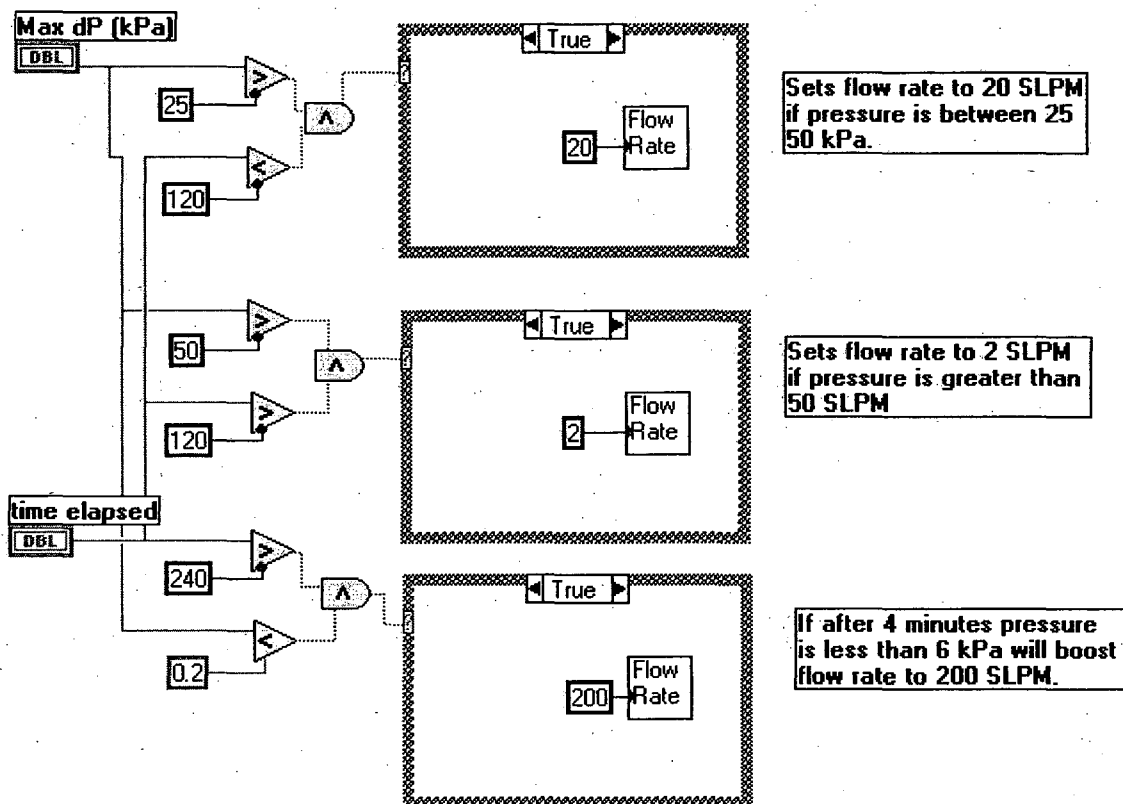 Max dP (kPa)
DBL
True
>
25
∧
?
<
120
20
Flow
Rate
Sets flow rate to 20 SLPM
if pressure is between 25
50 kPa.
True
>
50
∧
?
>
120
2
Flow
Rate
Sets flow rate to 2 SLPM
if pressure is greater than
50 SLPM
time elapsed
DBL
True
>
240
∧
?
<
0.2
200
Flow
Rate
If after 4 minutes pressure
is less than 6 kPa will boost
flow rate to 200 SLPM.